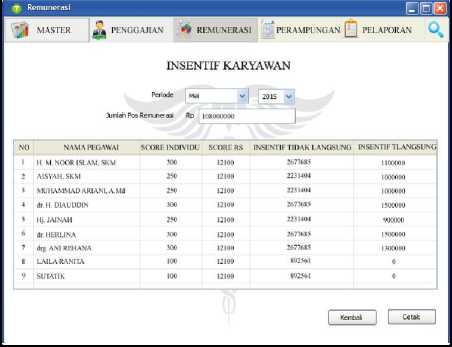 Remunerasi
MASTER PENGGAJIAN REMUNERASI PERAMPUNGAN PELAPORAN
INSENTIF KARYAWAN
Periode Mei 2015
Jumlah Pos Remunerasi Rp 108000000
NO NAMA PEGAWAI SCORE INDIVIDU SCORE RS INSENTIF TIDAK LANGSUNG INSENTIF TLANGSUNG
1 H. M. NOOR ISLAM, SKM 300 12100 2677685 1100000
2 AISYAH, SKM 250 12100 2231404 1000000
3 MUHAMMAD ARIANI, A.Md 250 12100 2231404 1000000
4 dr. H. DIAUDDIN 300 12100 2677685 1500000
5 Hj. JAINAH 250 12100 2231404 900000
6 dr. HERLINA 300 12100 2677685 1500000
7 drg. ANI REHANA 300 12100 2677685 1300000
8 LAILA RANITA 100 12100 892561 0
9 SUTATIK 100 12100 892561 0
Kembali Cetak